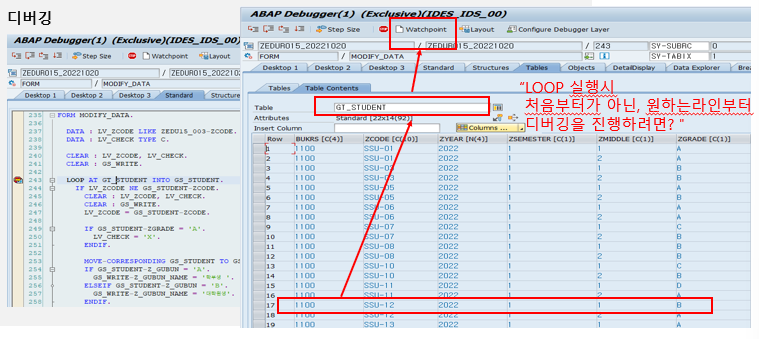 디버깅
ABAP Debugger(1) (Exclusive)(IDES_IDS_00)
Step Size
Watchpoint
Layout
ZEDUR015_20221020 / ZEDUR015_20221020
FORM / MODIFY_DATA
Desktop 1 Desktop 2 Desktop 3 Standard Structures
235 FORM MODIFY_DATA.
236
237 DATA : LV_ZCODE LIKE ZEDU15_003-ZCODE.
238 DATA : LV_CHECK TYPE C.
239
240 CLEAR : LV_ZCODE, LV_CHECK.
241 CLEAR : GS_WRITE.
242
243 LOOP AT GT_STUDENT INTO GS_STUDENT.
244 IF LV_ZCODE NE GS_STUDENT-ZCODE.
245 CLEAR : LV_ZCODE, LV_CHECK.
246 CLEAR : GS_WRITE.
247 LV_ZCODE = GS_STUDENT-ZCODE.
248
249 IF GS_STUDENT-ZGRADE = 'A'.
250 LV_CHECK = 'X'.
251 ENDIF.
252
253 MOVE-CORRESPONDING GS_STUDENT TO GS
254 IF GS_STUDENT-Z_GUBUN = 'A'.
255 GS_WRITE-Z_GUBUN_NAME = '학부생 '.
256 ELSEIF GS_STUDENT-Z_GUBUN = 'B'.
257 GS_WRITE-Z_GUBUN_NAME = '대학원생'.
258 ENDIF.
ABAP Debugger(1) (Exclusive)(IDES_IDS_00)
Step Size
Watchpoint
Layout
Configure Debugger Layer
ZEDUR015_20221020 / ZEDUR015_20221020 / 243 SY-SUBRC 0
FORM / MODIFY_DATA SY-TABIX 1
Desktop 1 Desktop 2 Desktop 3 Standard Structures Tables Objects DetailDisplay Data Explorer
Tables Table Contents
Table GT_STUDENT
Attributes Standard [22x14(92)]
Insert Column Columns ...
“LOOP 실행시
처음부터가 아닌, 원하는라인부터
디버깅을 진행하려면? "
Row BUKRS [C(4)] ZCODE [C(10)] ZYEAR [N(4)] ZSEMESTER [C(1)] ZMIDDLE [C(1)] ZGRADE [C(1)]
1 1100 SSU-01 2022 1 1 A
2 1100 SSU-01 2022 1 2 A
3 1100 SSU-03 2022 1 2 B
4 1100 SSU-05 2022 1 1 B
5 1100 SSU-05 2022 1 2 A
6 1100 SSU-06 2022 1 1 A
7 1100 SSU-06 2022 1 2 A
8 1100 SSU-07 2022 1 1 C
9 1100 SSU-07 2022 1 2 A
10 1100 SSU-08 2022 1 1 B
11 1100 SSU-08 2022 1 2 B
12 1100 SSU-10 2022 1 1 C
13 1100 SSU-10 2022 1 2 B
14 1100 SSU-11 2022 1 1 D
15 1100 SSU-11 2022 1 2 A
16 1100 SSU-12 2022 1 1 B
17 1100 SSU-12 2022 1 2 A
18 1100 SSU-13 2022 1 2 A
19